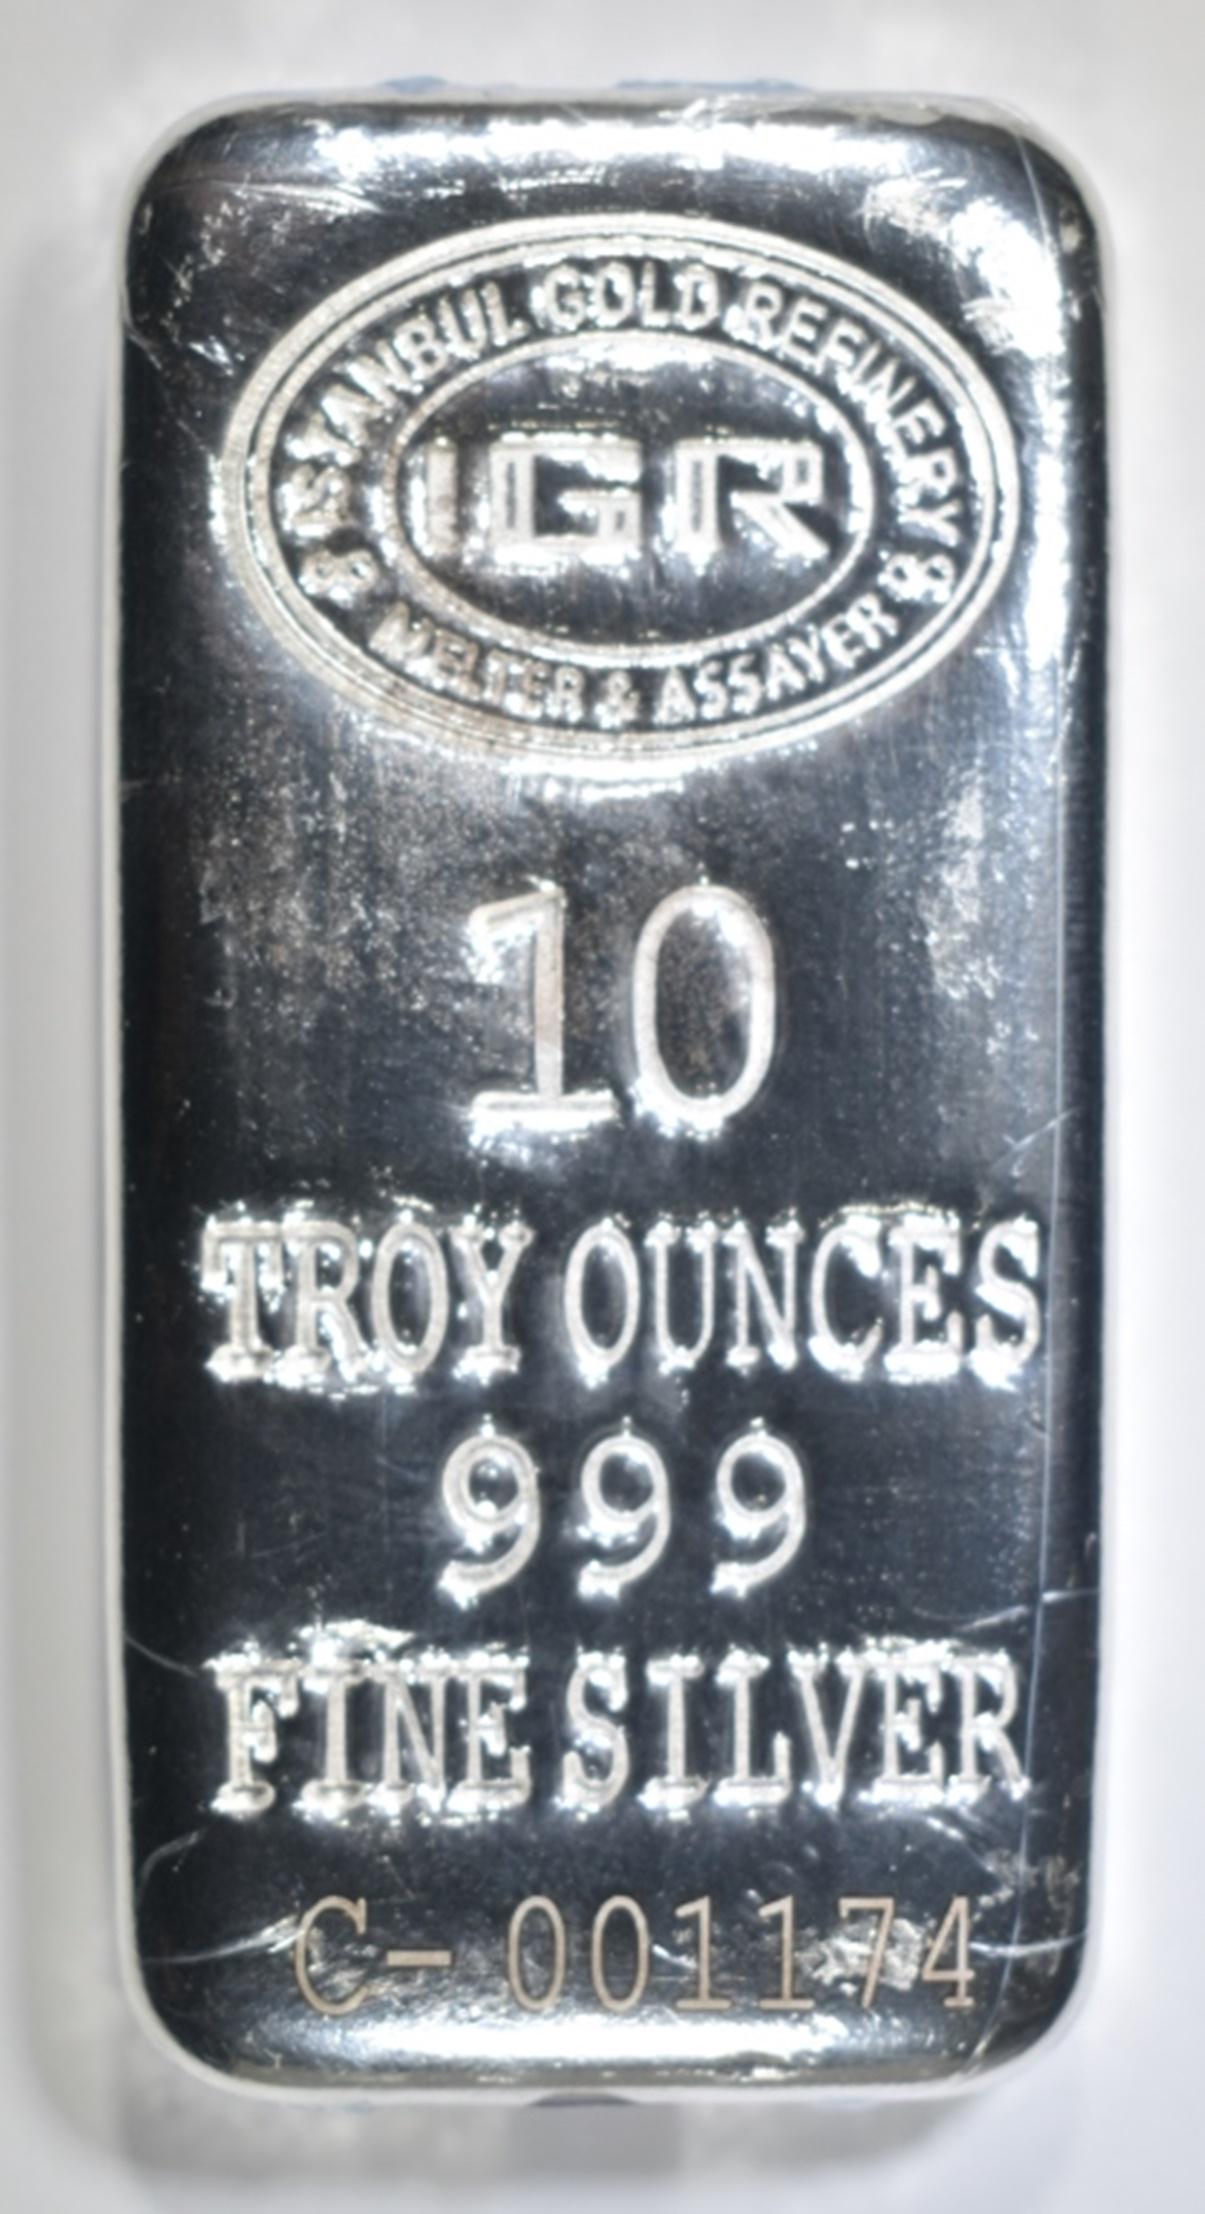 ISTANBUL GOLD REFINERY
IGR
MELTER & ASSAYER
10
TROY OUNCES
999
FINE SILVER
C-001174